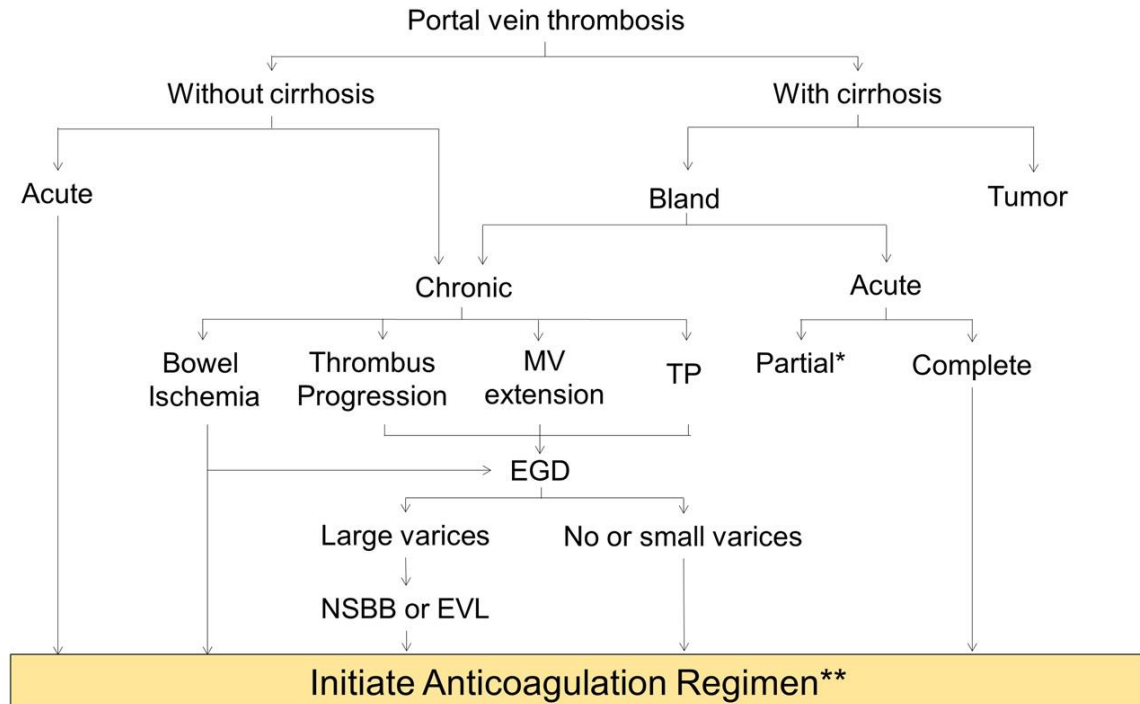 Portal vein thrombosis
Without cirrhosis
With cirrhosis
Acute
Bland
Tumor
Chronic
Acute
Bowel
Ischemia
Thrombus
Progression
MV
extension
TP
Partial*
Complete
EGD
Large varices
No or small varices
NSBB or EVL
Initiate Anticoagulation Regimen**